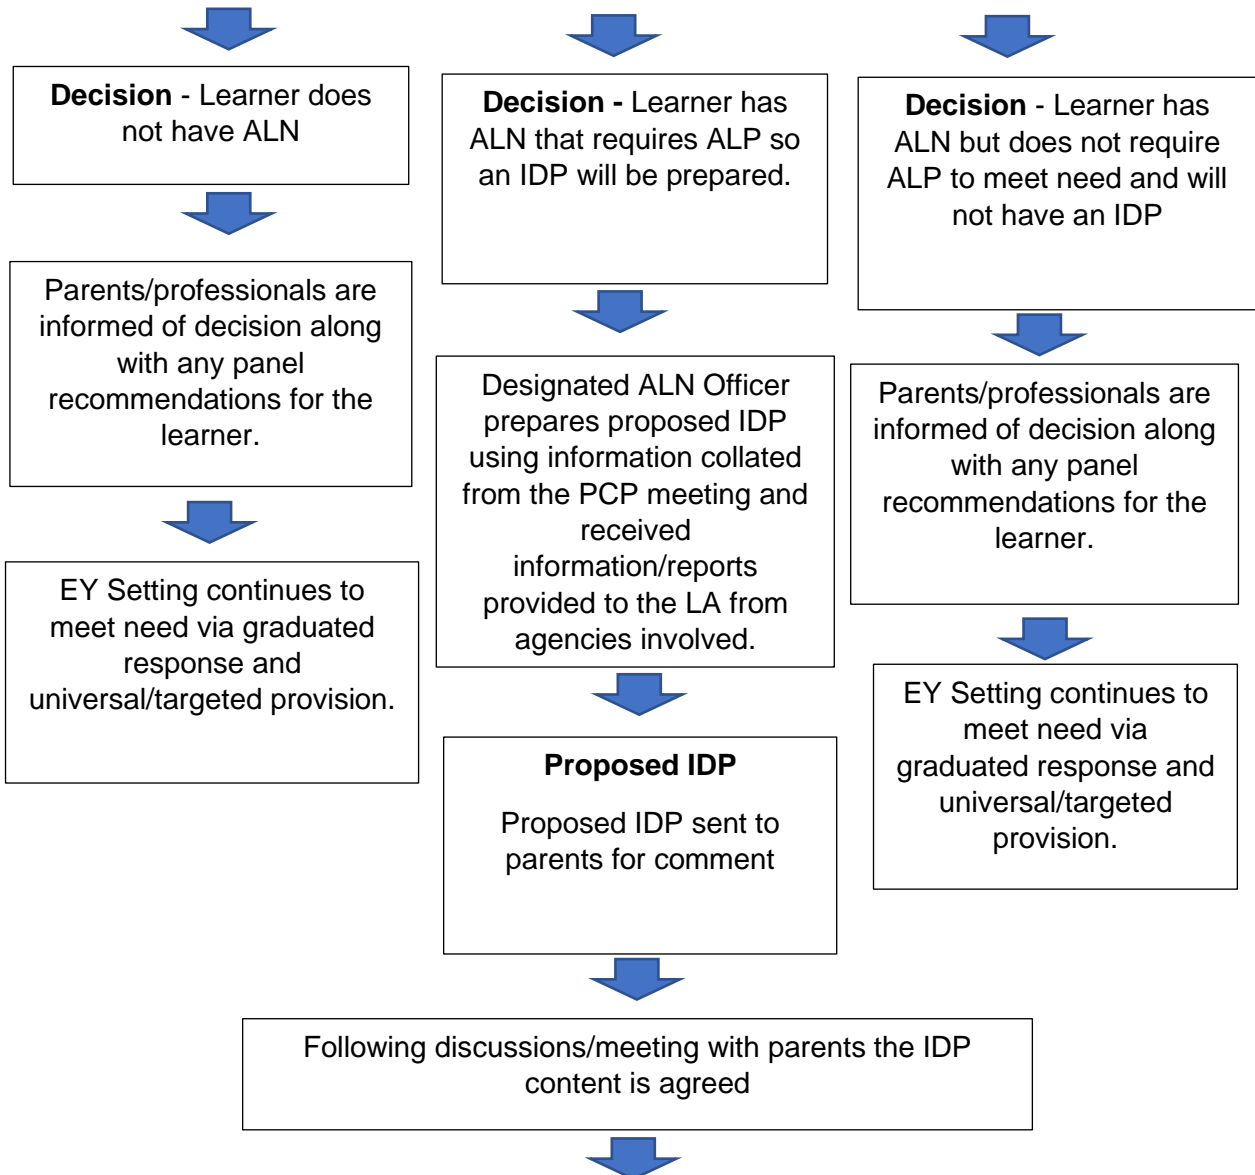 Decision - Learner does
not have ALN
Parents/professionals are
informed of decision along
with any panel
recommendations for the
learner.
EY Setting continues to
meet need via graduated
response and
universal/targeted provision.
Decision - Learner has
ALN that requires ALP so
an IDP will be prepared.
Designated ALN Officer
prepares proposed IDP
using information collated
from the PCP meeting and
received
information/reports
provided to the LA from
agencies involved.
Proposed IDP
Proposed IDP sent to
parents for comment
Decision - Learner has
ALN but does not require
ALP to meet need and will
not have an IDP
Parents/professionals are
informed of decision along
with any panel
recommendations for the
learner.
EY Setting continues to
meet need via
graduated response and
universal/targeted
provision.
Following discussions/meeting with parents the IDP
content is agreed